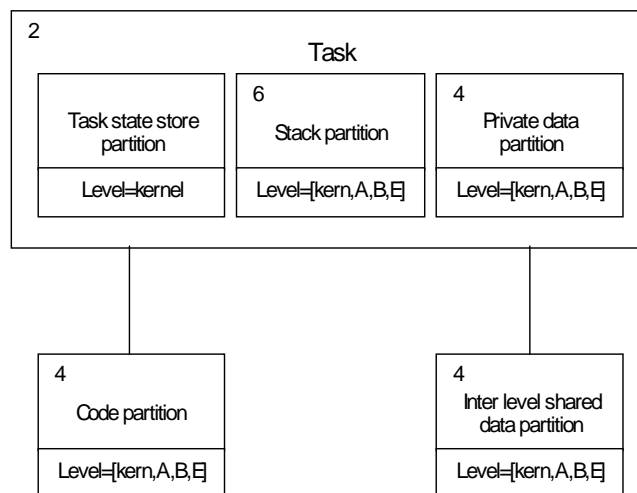 2
Task
Task state store
partition
Level=kernel
6
Stack partition
Level=[kern,A,B,E]
4
Private data
partition
Level=[kern,A,B,E]
4
Code partition
Level=[kern,A,B,E]
4
Inter level shared
data partition
Level=[kern,A,B,E]